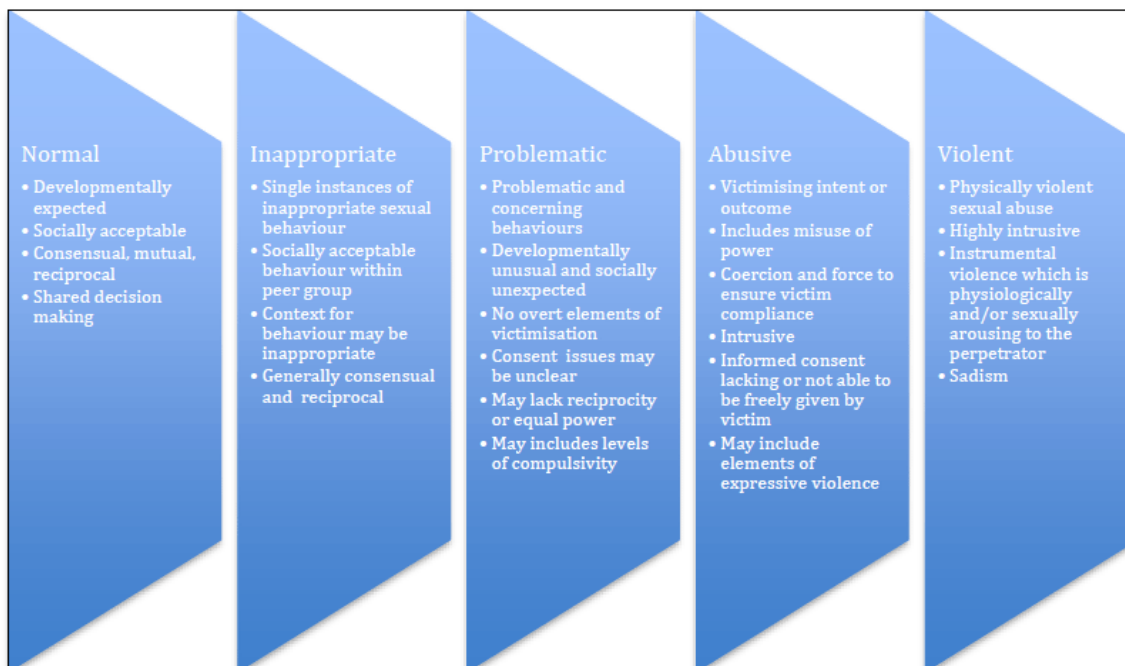 Normal
• Developmentally
expected
• Socially acceptable
• Consensual, mutual,
reciprocal
• Shared decision
making
Inappropriate
• Single instances of
inappropriate sexual
behaviour
• Socially acceptable
behaviour within
peer group
• Context for
behaviour may be
inappropriate
• Generally consensual
and reciprocal
Problematic
• Problematic and
concerning
behaviours
• Developmentally
unusual and socially
unexpected
• No overt elements of
victimisation
• Consent issues may
be unclear
• May lack reciprocity
or equal power
• May includes levels
of compulsivity
Abusive
• Victimising intent or
outcome
• Includes misuse of
power
• Coercion and force to
ensure victim
compliance
• Intrusive
• Informed consent
lacking or not able to
be freely given by
victim
• May include
elements of
expressive violence
Violent
• Physically violent
sexual abuse
• Highly intrusive
• Instrumental
violence which is
physiologically
and/or sexually
arousing to the
perpetrator
• Sadism